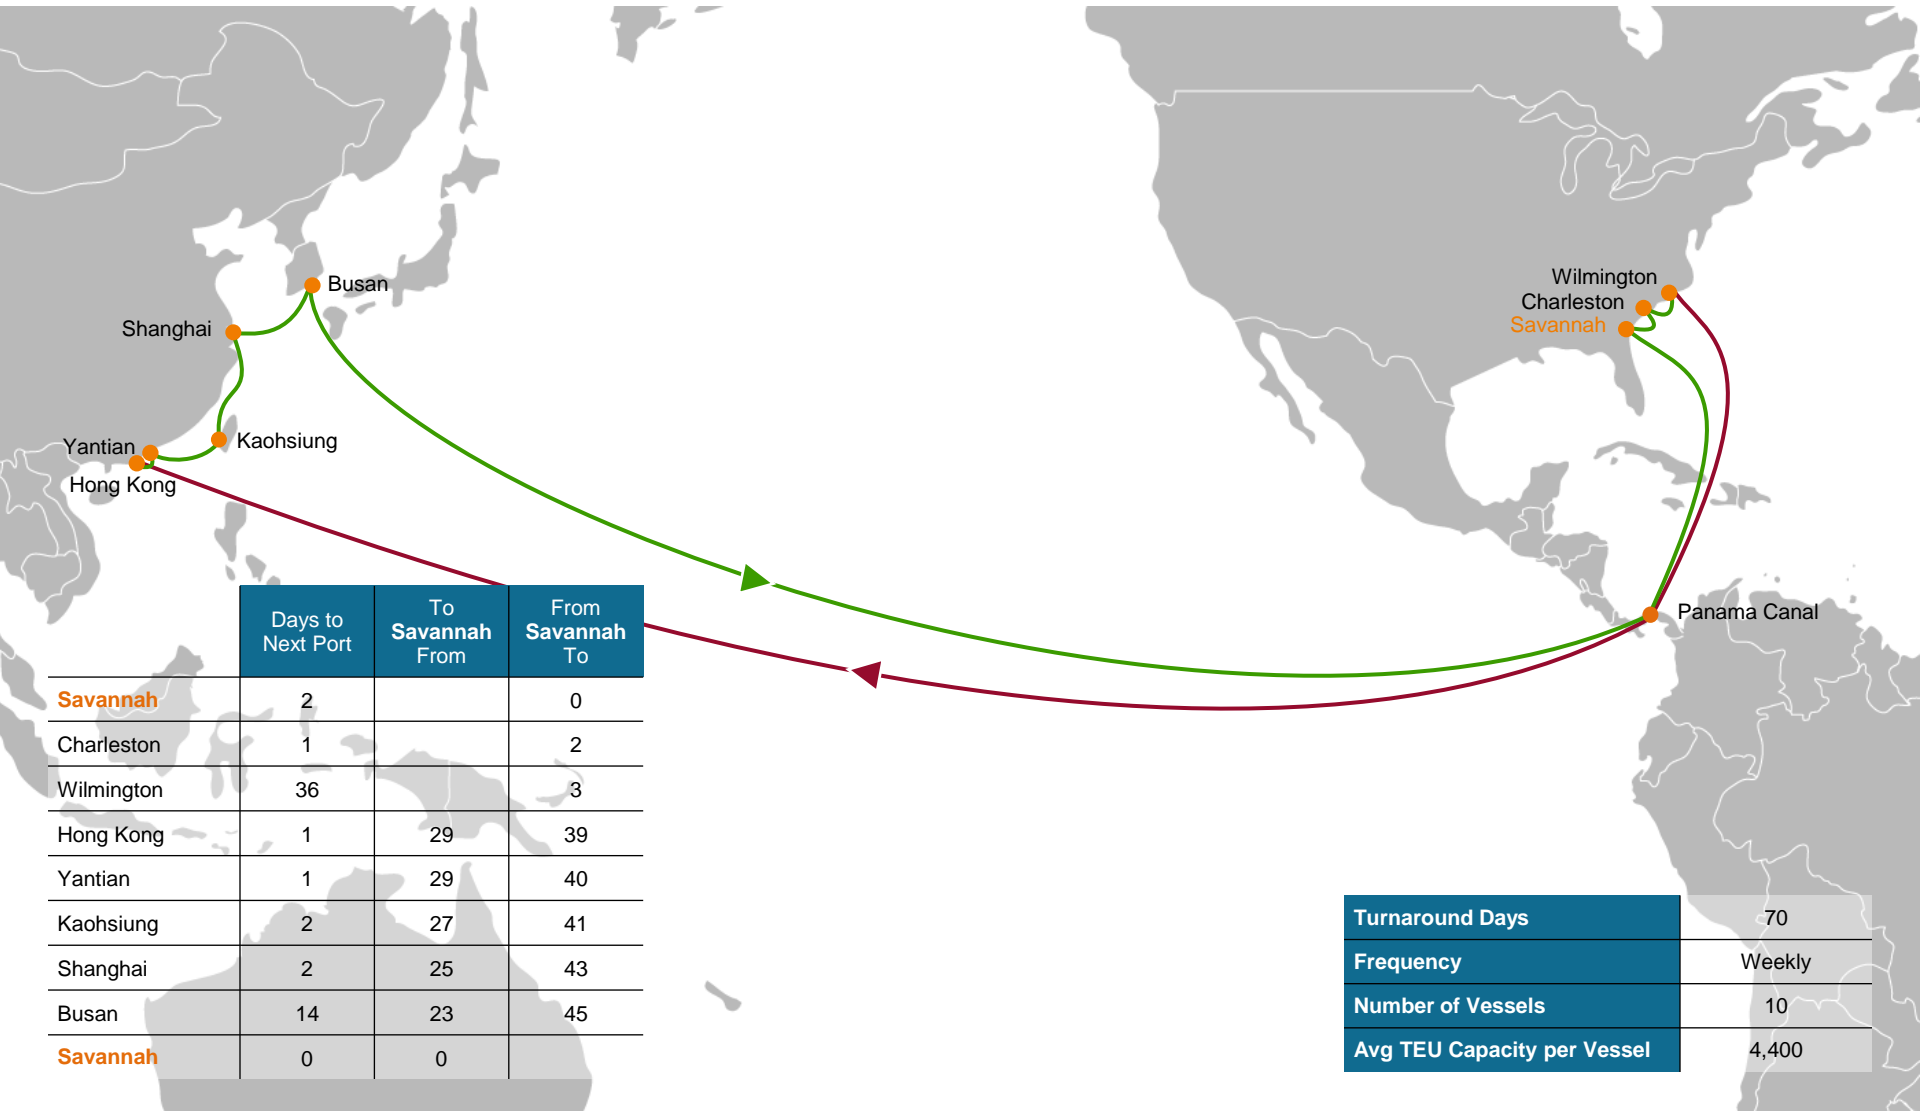 Busan
Shanghai
Kaohsiung
Yantian
Hong Kong
Wilmington
Charleston
Savannah
Panama Canal
Days to Next Port
To Savannah From
From Savannah To
Savannah 2 0
Charleston 1 2
Wilmington 36 3
Hong Kong 1 29 39
Yantian 1 29 40
Kaohsiung 2 27 41
Shanghai 2 25 43
Busan 14 23 45
Savannah 0 0
Turnaround Days 70
Frequency Weekly
Number of Vessels 10
Avg TEU Capacity per Vessel 4,400